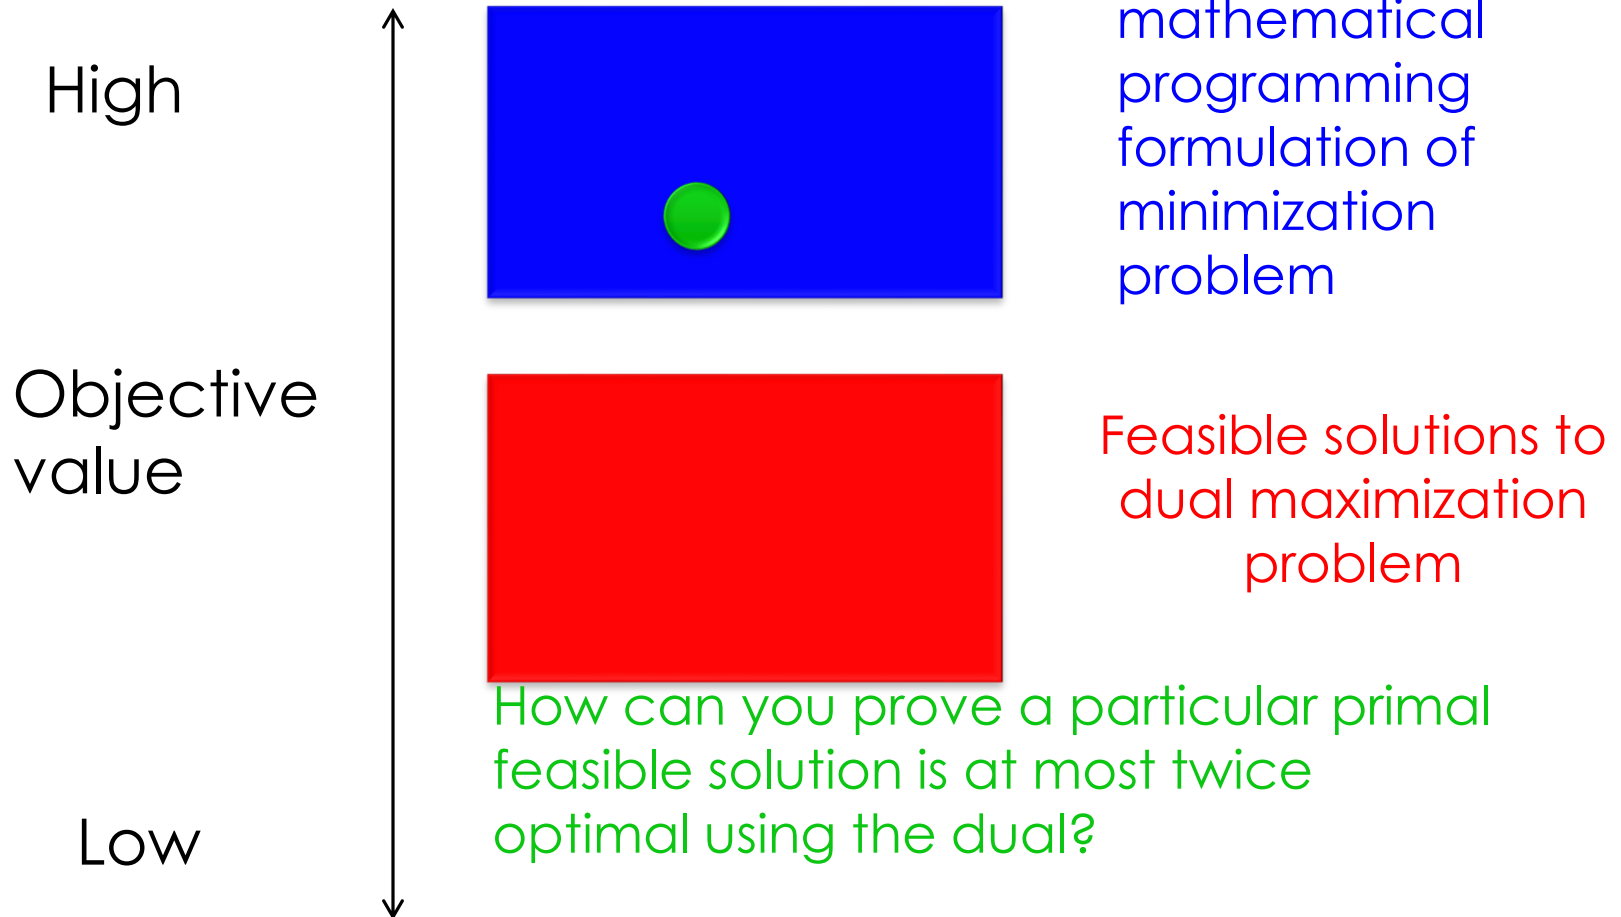 mathematical
programming
formulation of
minimization
problem
High
Objective
value
Feasible solutions to
dual maximization
problem
How can you prove a particular primal
feasible solution is at most twice
optimal using the dual?
Low